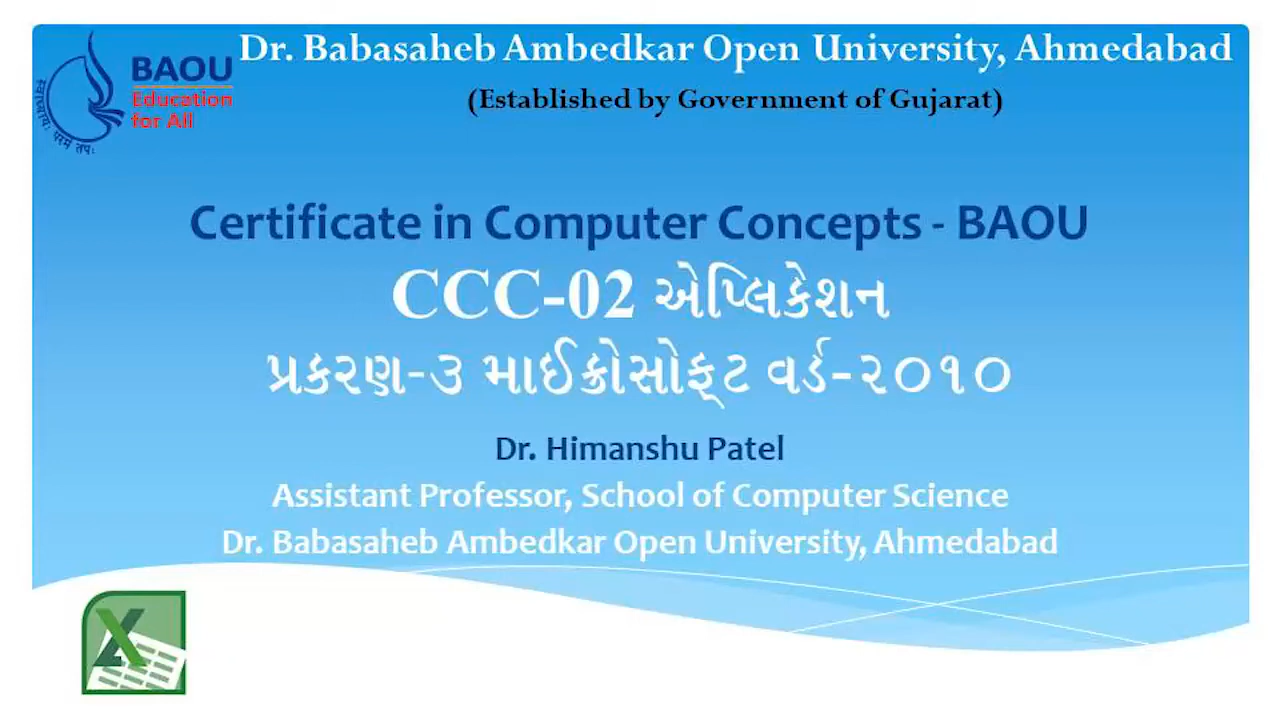 Dr. Babasaheb Ambedkar Open University, Ahmedabad
(Established by Government of Gujarat)
BAOU
Education
for All
स्वाध्यायः परमं तपः
Certificate in Computer Concepts - BAOU
CCC-02 એપ્લિકેશન
પ્રકરણ-૩ માઈક્રોસોફ્ટ વર્ડ-૨૦૧૦
Dr. Himanshu Patel
Assistant Professor, School of Computer Science
Dr. Babasaheb Ambedkar Open University, Ahmedabad